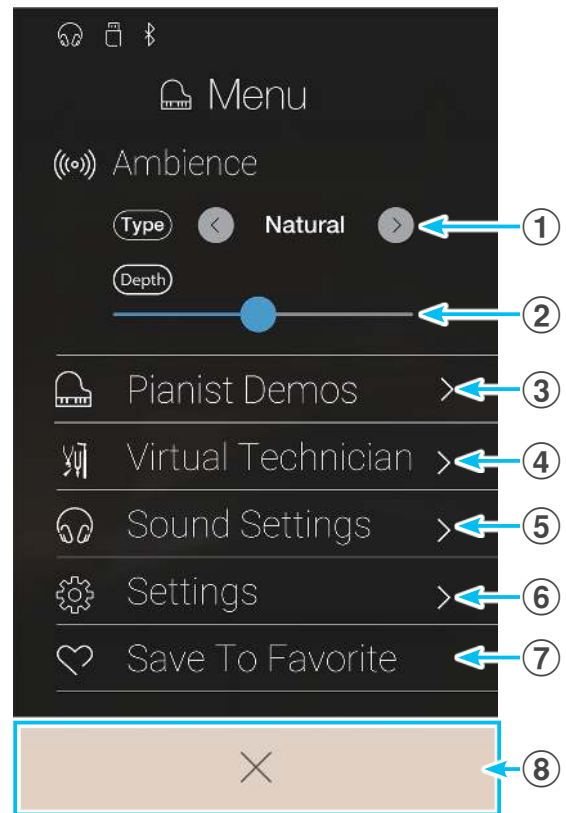 Menu
Ambience
Type Natural 1
Depth
2
Pianist Demos 3
Virtual Technician 4
Sound Settings 5
Settings 6
Save To Favorite 7
8